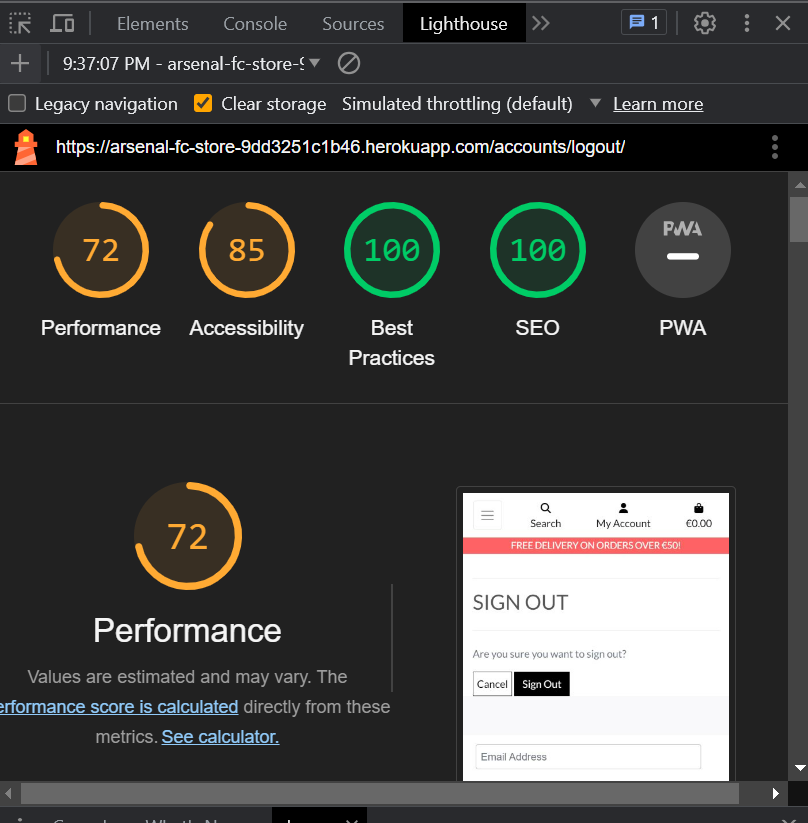 Elements Console Sources Lighthouse 1
9:37:07 PM - arsenal-fc-store-9
Legacy navigation Clear storage Simulated throttling (default) Learn more
https://arsenal-fc-store-9dd3251c1b46.herokuapp.com/accounts/logout/
72 85 100 100 PWA
Performance Accessibility Best Practices SEO PWA
72
Performance
Values are estimated and may vary. The
erformance score is calculated directly from these
metrics. See calculator.
Search My Account €0.00
FREE DELIVERY ON ORDERS OVER €50!
SIGN OUT
Are you sure you want to sign out?
Cancel Sign Out
Email Address